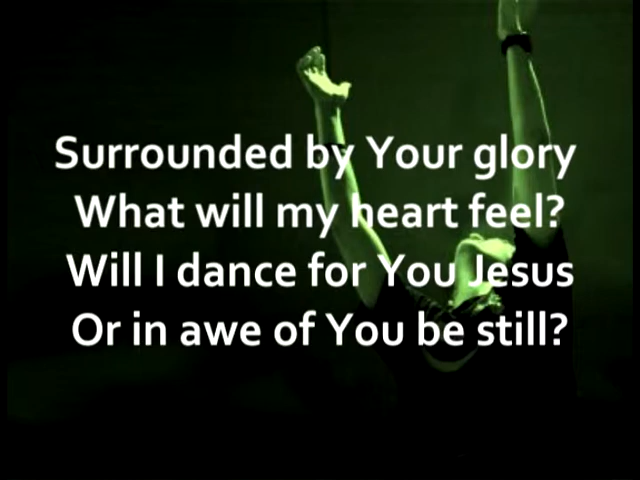 Surrounded by Your glory
What will my heart feel?
Will I dance for You Jesus
Or in awe of You be still?